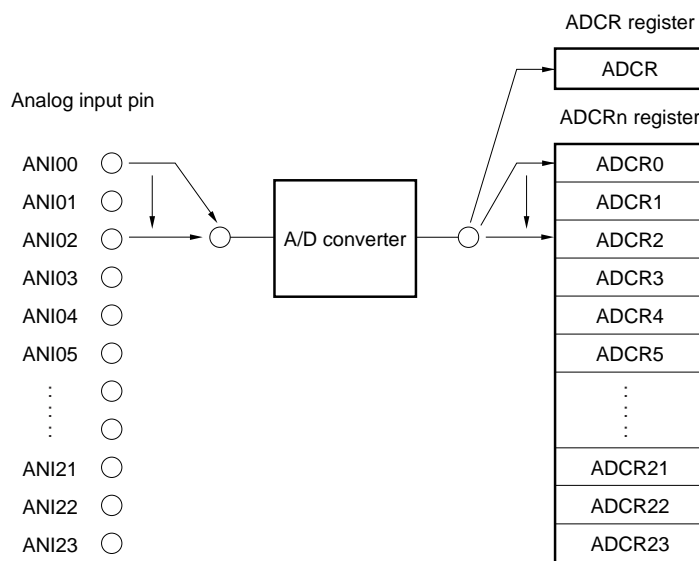 ADCR register
ADCR
Analog input pin
ADCRn register
ANI00
ADCR0
ANI01
ADCR1
ANI02
A/D converter
ADCR2
ANI03
ADCR3
ANI04
ADCR4
ANI05
ADCR5
ANI21
ADCR21
ANI22
ADCR22
ANI23
ADCR23